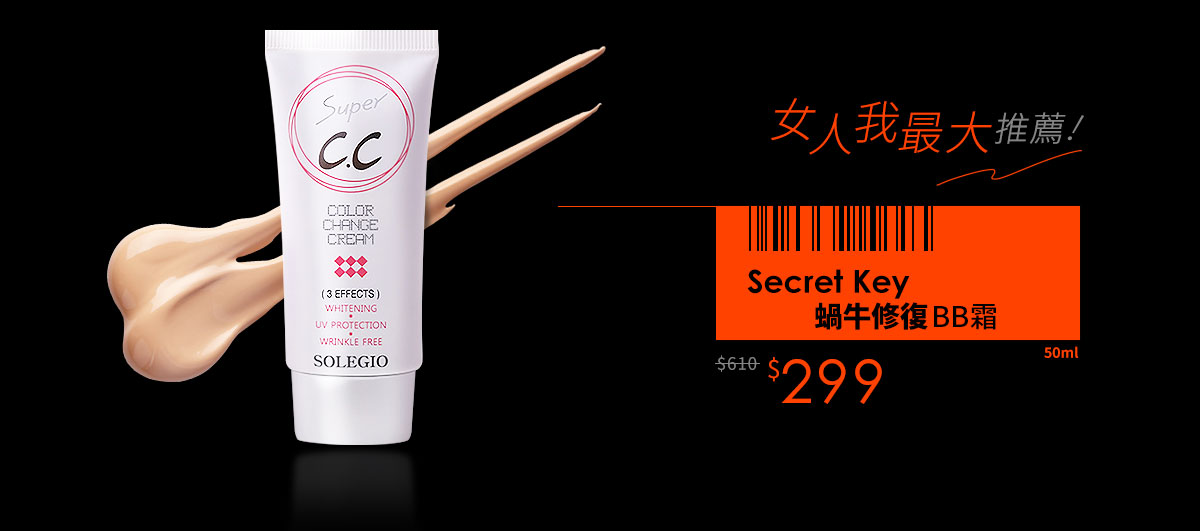 Super
C.C
COLOR
CHANGE
CREAM
( 3 EFFECTS )
WHITENING
•
UV PROTECTION
•
WRINKLE FREE
SOLEGIO
女人我最大推薦!
Secret Key
蝸牛修復BB霜
50ml
$610 $299